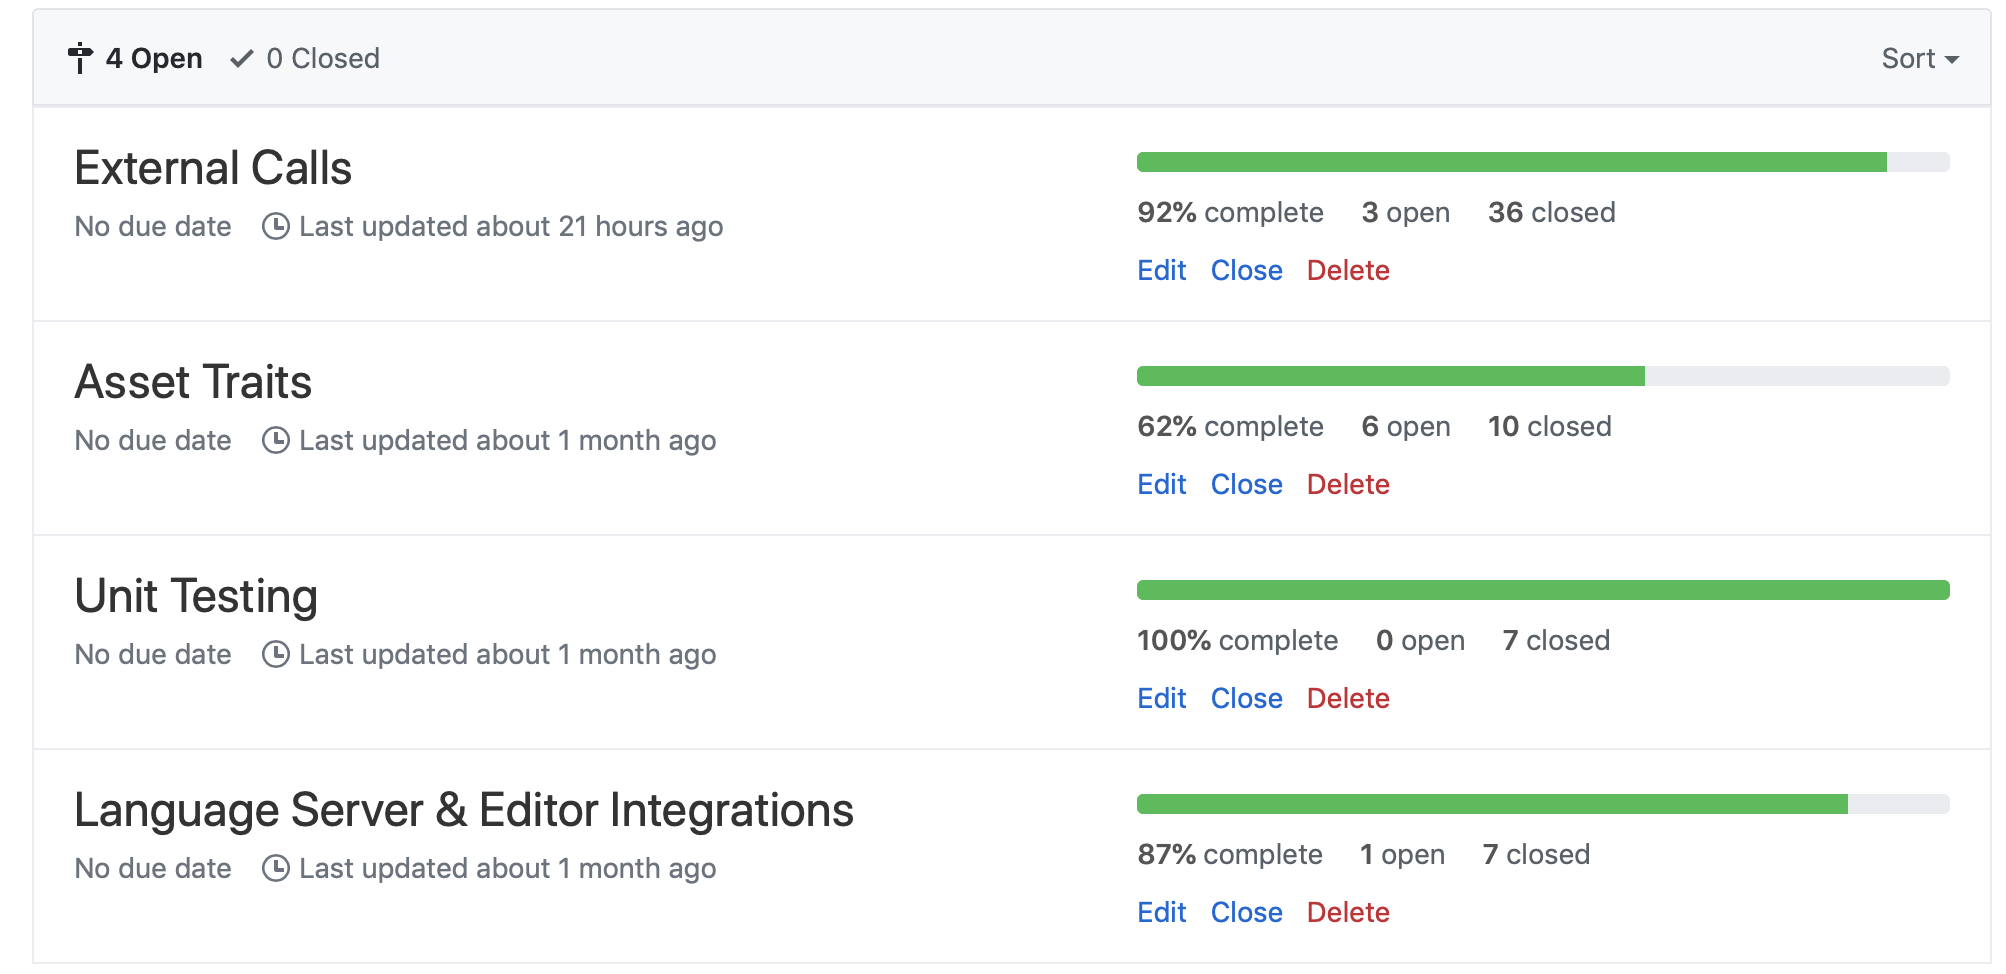 4 Open 0 Closed Sort
External Calls
No due date Last updated about 21 hours ago
92% complete 3 open 36 closed
Edit Close Delete
Asset Traits
No due date Last updated about 1 month ago
62% complete 6 open 10 closed
Edit Close Delete
Unit Testing
No due date Last updated about 1 month ago
100% complete 0 open 7 closed
Edit Close Delete
Language Server & Editor Integrations
No due date Last updated about 1 month ago
87% complete 1 open 7 closed
Edit Close Delete